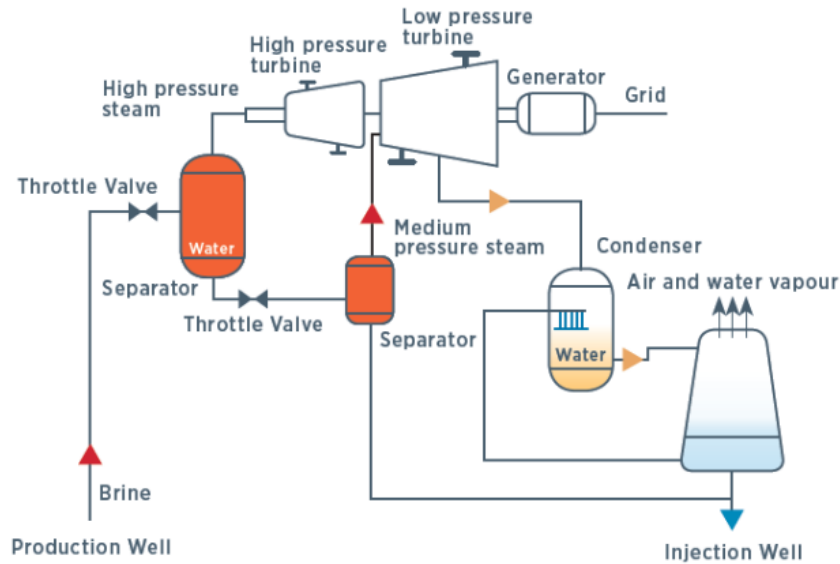 Low pressure
turbine
High pressure
turbine
Generator
High pressure
steam
Grid
Throttle Valve
Water
Medium
pressure steam
Condenser
Separator
Air and water vapour
Throttle Valve
Separator
Water
Brine
Production Well
Injection Well